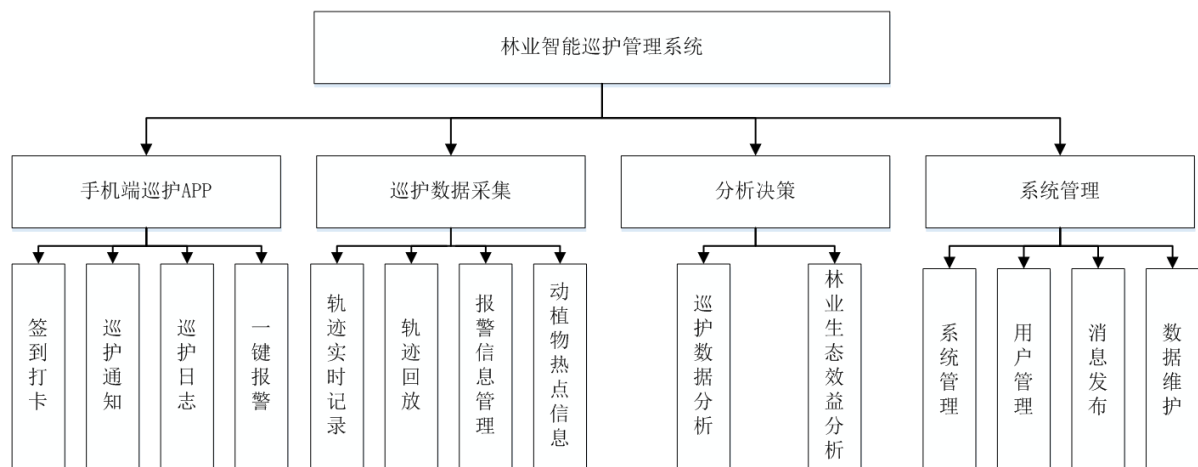 林业智能巡护管理系统
手机端巡护APP
巡护数据采集
分析决策
系统管理
签到打卡
巡护通知
巡护日志
一键报警
轨迹实时记录
轨迹回放
报警信息管理
动植物热点信息
巡护数据分析
林业生态效益分析
系统管理
用户管理
消息发布
数据维护